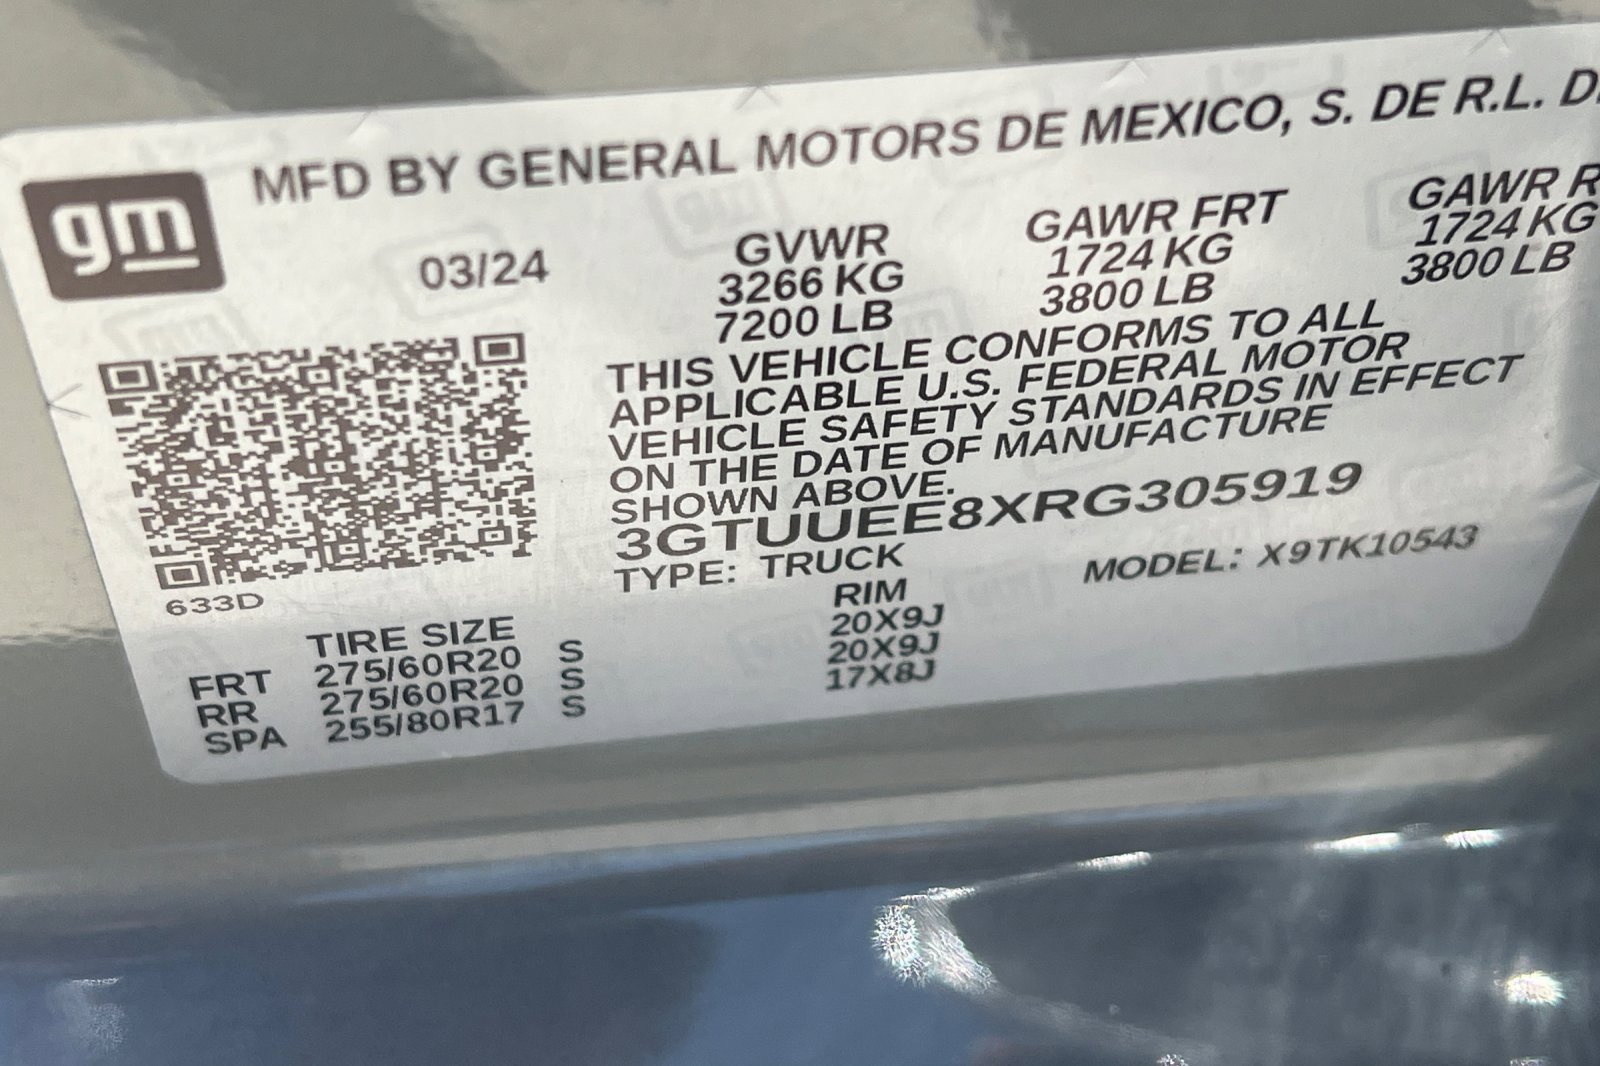 gm
MFD BY GENERAL MOTORS DE MEXICO, S. DE R.L.
03/24
GVWR
3266 KG
7200 LB
GAWR FRT
1724 KG
3800 LB
GAWR R
1724 KG
3800 LB
THIS VEHICLE CONFORMS TO ALL
APPLICABLE U.S. FEDERAL MOTOR
VEHICLE SAFETY STANDARDS IN EFFECT
ON THE DATE OF MANUFACTURE
SHOWN ABOVE.
3GTUUEE8XRG305919
TYPE: TRUCK
MODEL: X9TK10543
633D
TIRE SIZE RIM
FRT 275/60R20 S 20X9J
RR 275/60R20 S 20X9J
SPA 255/80R17 S 17X8J